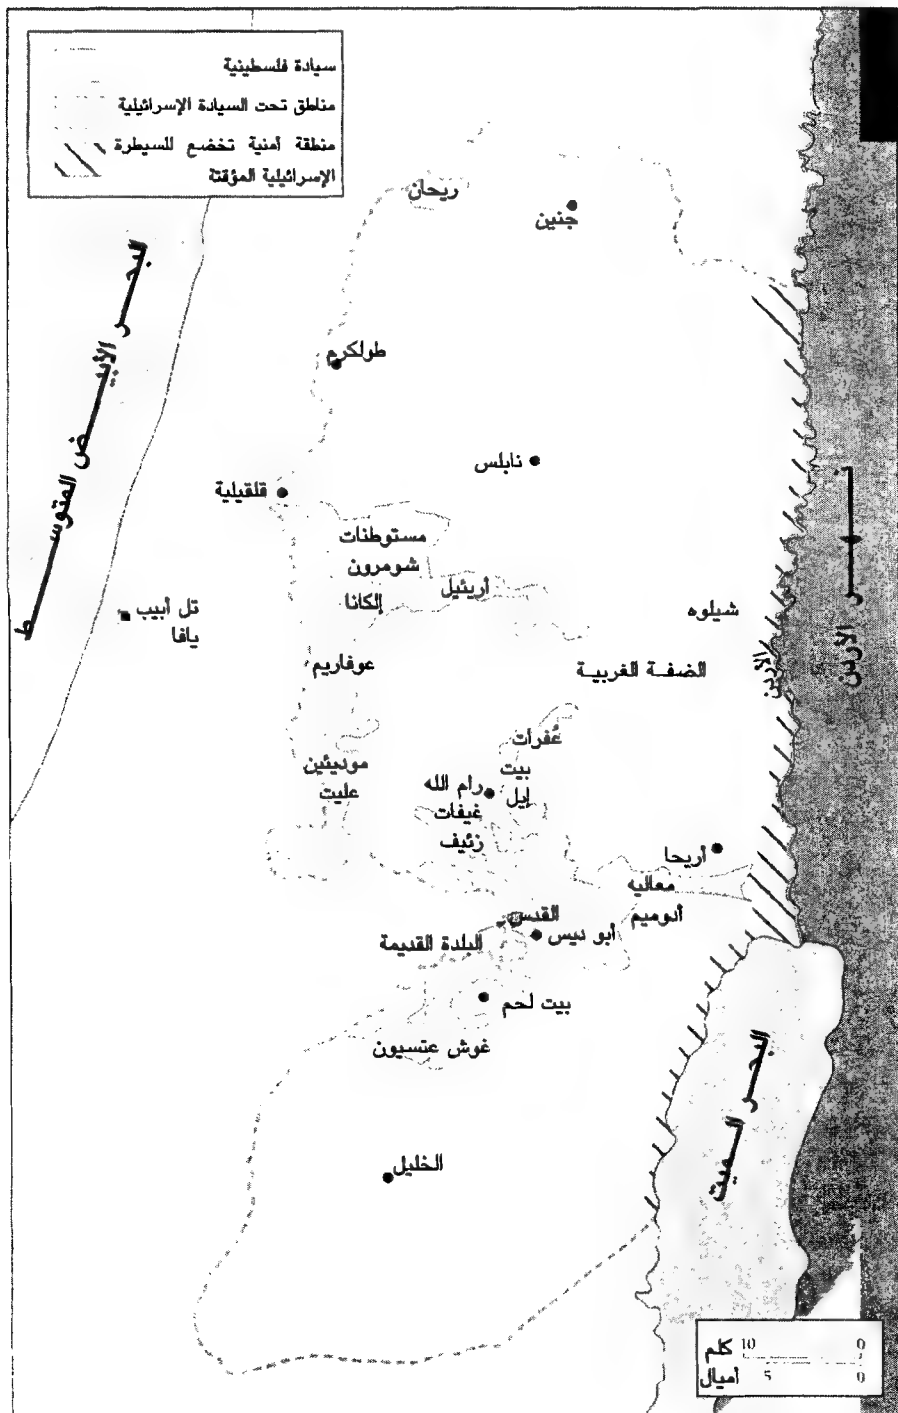 سيادة فلسطينية
مناطق تحت السيادة الإسرائيلية
منطقة أمنية تخضع للسيطرة
الإسرائيلية المؤقتة
ريحان
جنين
البحر الأبيض المتوسط
طولكرم
نابلس
قلقيلية
مستوطنات
شومرون
أريئيل
إلكانا
شيلوه
تل أبيب
يافا
عوفاريم
الضفة الغربية
الأردن
نهر الأردن
عُفرات
موديئين
عليت
بيت
إيل
رام الله
غيفات
زئيف
أريحا
معاليه
أدوميم
القدس
أبو ديس
البلدة القديمة
بيت لحم
غوش عتسيون
البحر الميت
الخليل
كلم 10 0
أميال 5 0